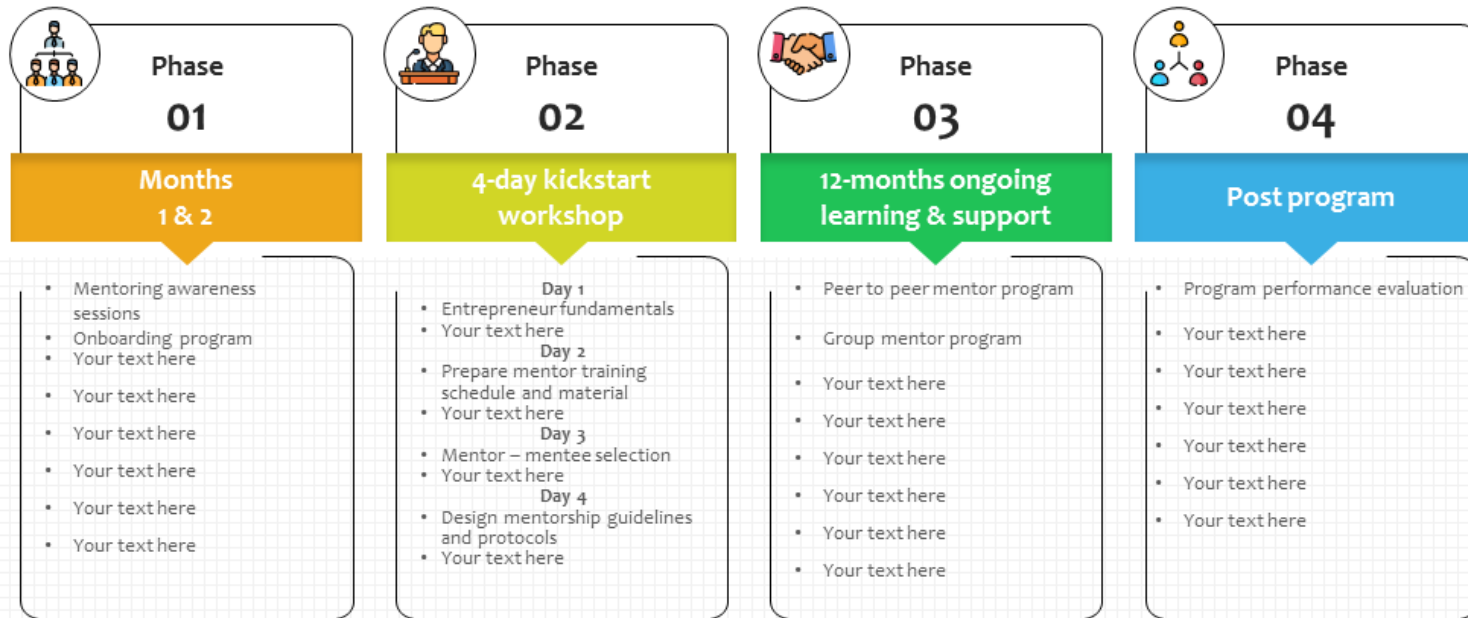 Phase
01
Months
1 & 2
• Mentoring awareness
sessions
• Onboarding program
• Your text here
• Your text here
• Your text here
• Your text here
• Your text here
• Your text here
Phase
02
4-day kickstart
workshop
Day 1
• Entrepreneur fundamentals
• Your text here
Day 2
• Prepare mentor training
schedule and material
• Your text here
Day 3
• Mentor – mentee selection
• Your text here
Day 4
• Design mentorship guidelines
and protocols
• Your text here
Phase
03
12-months ongoing
learning & support
• Peer to peer mentor program
• Group mentor program
• Your text here
• Your text here
• Your text here
• Your text here
• Your text here
• Your text here
Phase
04
Post program
• Program performance evaluation
• Your text here
• Your text here
• Your text here
• Your text here
• Your text here
• Your text here